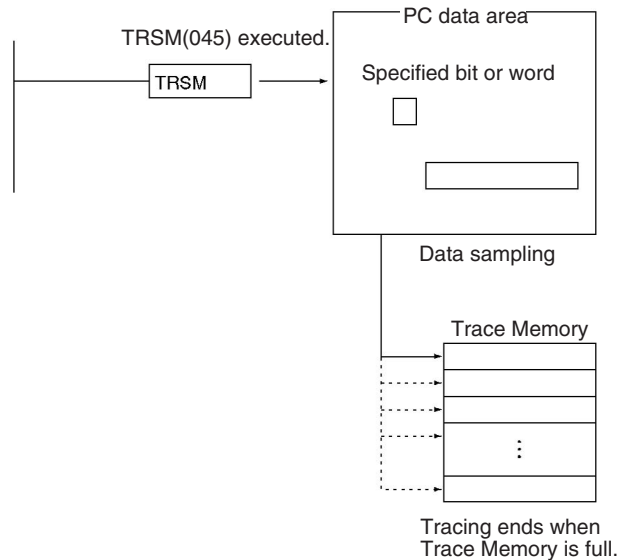 PC data area
TRSM(045) executed.
Specified bit or word
TRSM
Data sampling
Trace Memory
Tracing ends when
Trace Memory is full.